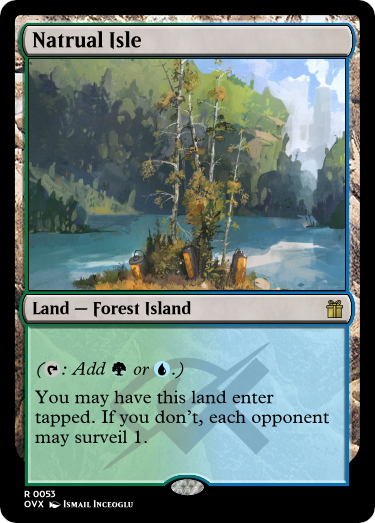 Natrual Isle
Land — Forest Island
(: Add or .)
You may have this land enter
tapped. If you don't, each opponent
may surveil 1.
R 0053
OVX Ismail Inceoglu